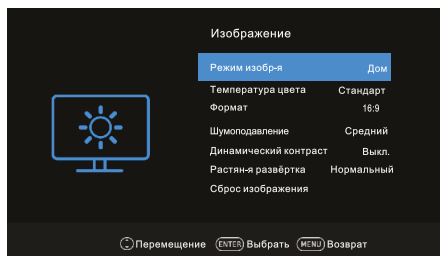 Изображение
Режим изобр-я Дом
Температура цвета Стандарт
Формат 16:9
Шумоподавление Средний
Динамический контраст Выкл.
Растян-я развёртка Нормальный
Сброс изображения
Перемещение ENTER Выбрать MENU Возврат